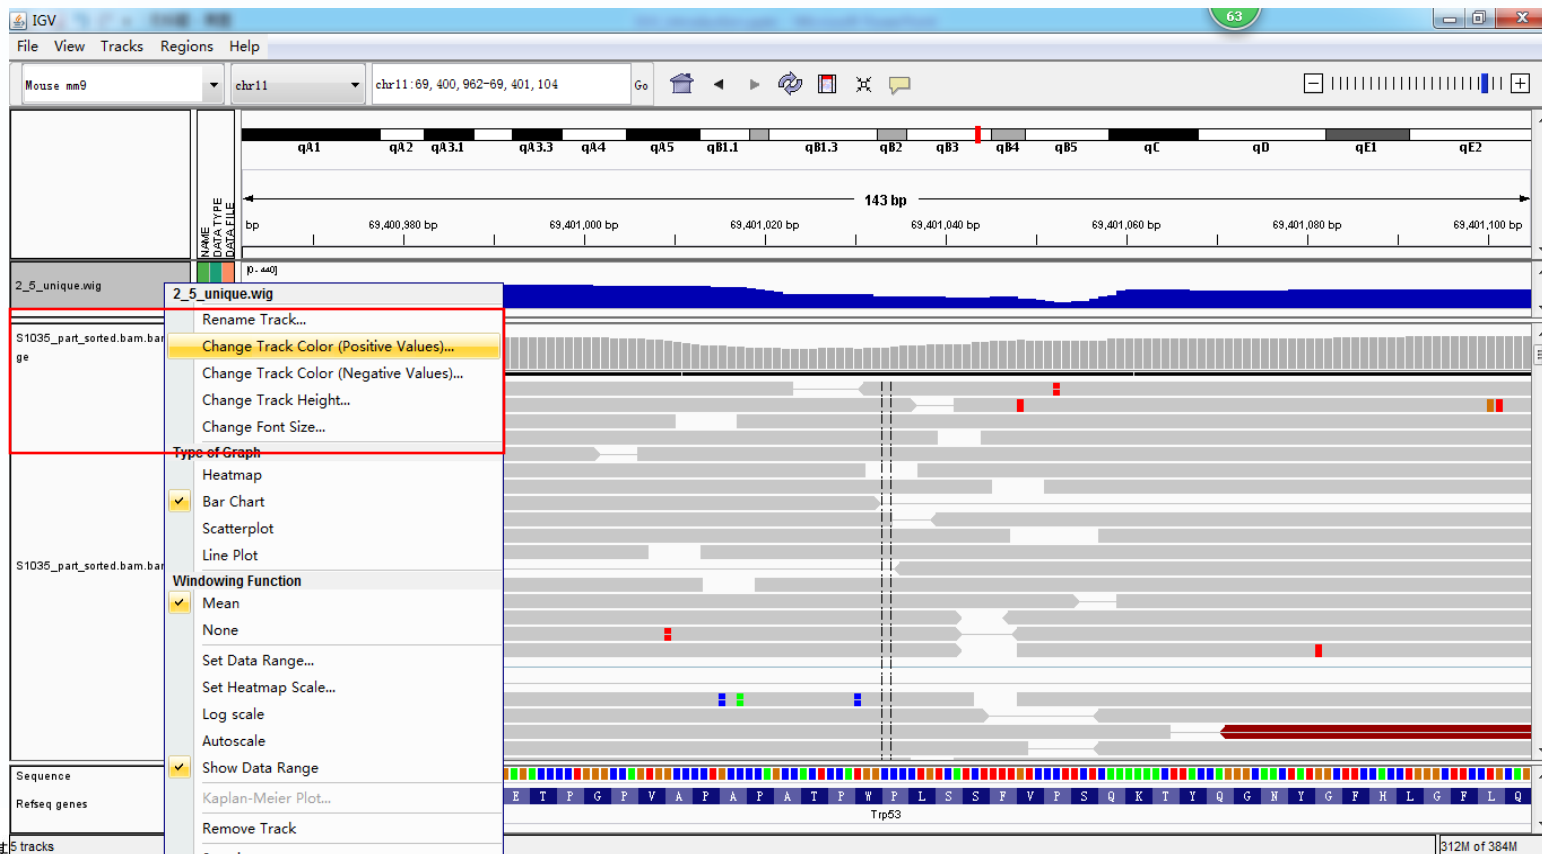 IGV
63
File View Tracks Regions Help
Mouse mm9 chr11 chr11:69,400,962-69,401,104 Go
qA1 qA2 qA3.1 qA3.3 qA4 qA5 qB1.1 qB1.3 qB2 qB3 qB4 qB5 qC qD qE1 qE2
143 bp
NAME
DATA TYPE
DATA FILE
bp 69,400,980 bp 69,401,000 bp 69,401,020 bp 69,401,040 bp 69,401,060 bp 69,401,080 bp 69,401,100 bp
[0 - 440]
2_5_unique.wig
2_5_unique.wig
Rename Track...
S1035_part_sorted.bam.bar
ge
Change Track Color (Positive Values)...
Change Track Color (Negative Values)...
Change Track Height...
Change Font Size...
Type of Graph
Heatmap
Bar Chart
Scatterplot
Line Plot
S1035_part_sorted.bam.bar
Windowing Function
Mean
None
Set Data Range...
Set Heatmap Scale...
Log scale
Autoscale
Show Data Range
Sequence
Kaplan-Meier Plot...
Refseq genes
E T P G P V A P A P A T P W P L S S F V P S Q K T Y Q G N Y G F H L G F L Q
Trp53
Remove Track
5 tracks
312M of 384M